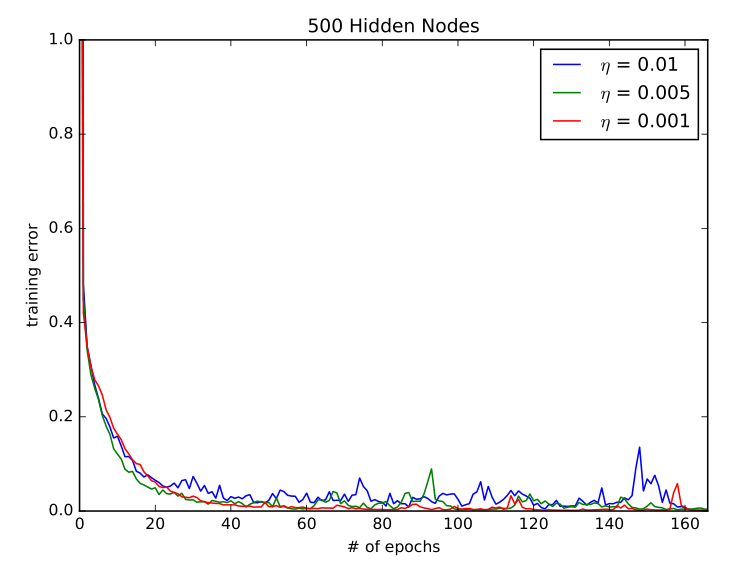 500 Hidden Nodes
η = 0.01
η = 0.005
η = 0.001
training error
1.0
0.8
0.6
0.4
0.2
0.0
0 20 40 60 80 100 120 140 160
# of epochs